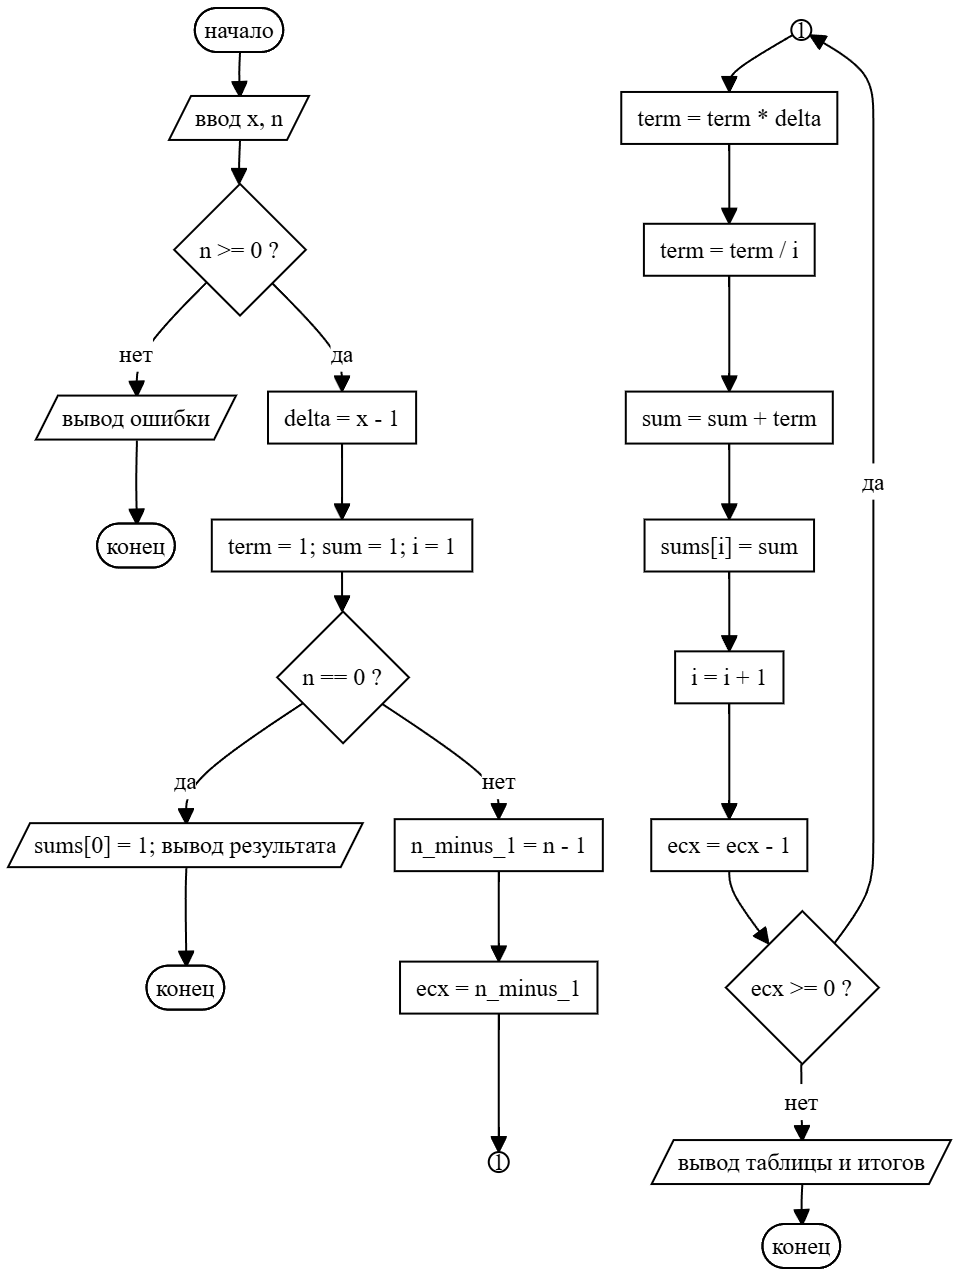 начало
ввод x, n
n >= 0 ?
нет
да
вывод ошибки
delta = x - 1
конец
term = 1; sum = 1; i = 1
n == 0 ?
да
нет
sums[0] = 1; вывод результата
n_minus_1 = n - 1
конец
ecx = n_minus_1
1
1
term = term * delta
term = term / i
sum = sum + term
да
sums[i] = sum
i = i + 1
ecx = ecx - 1
ecx >= 0 ?
нет
вывод таблицы и итогов
конец